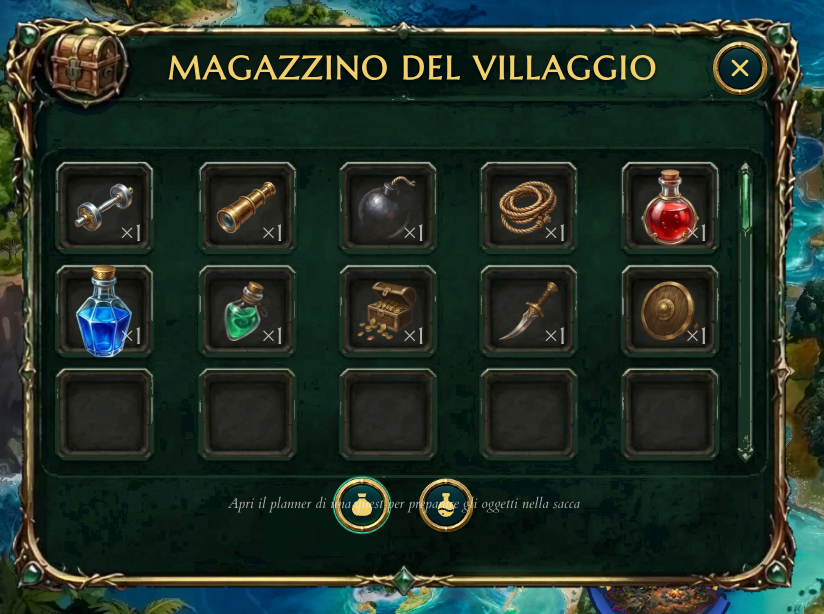 MAGAZZINO DEL VILLAGGIO
×1 ×1 ×1 ×1 ×1
×1 ×1 ×1 ×1 ×1
Apri il planner di una quest per preparare gli oggetti nella sacca